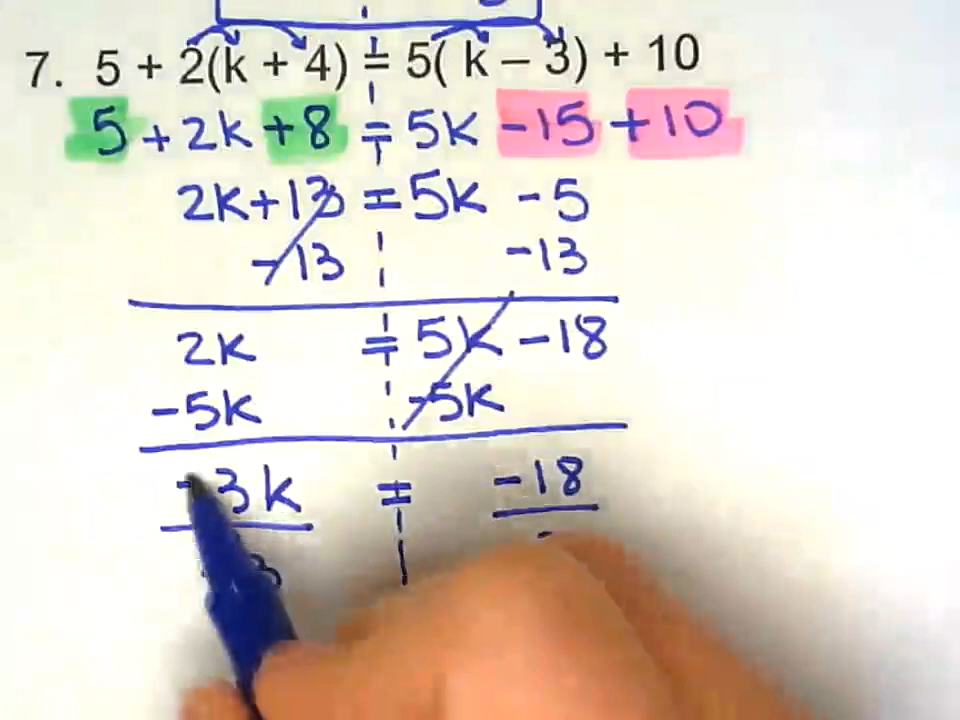 7. 5 + 2(k + 4) = 5( k – 3) + 10
5 + 2k +8 = 5k -15 +10
2k+13 = 5k -5
-13 -13
2k = 5k -18
-5k -5k
-3k = -18
3